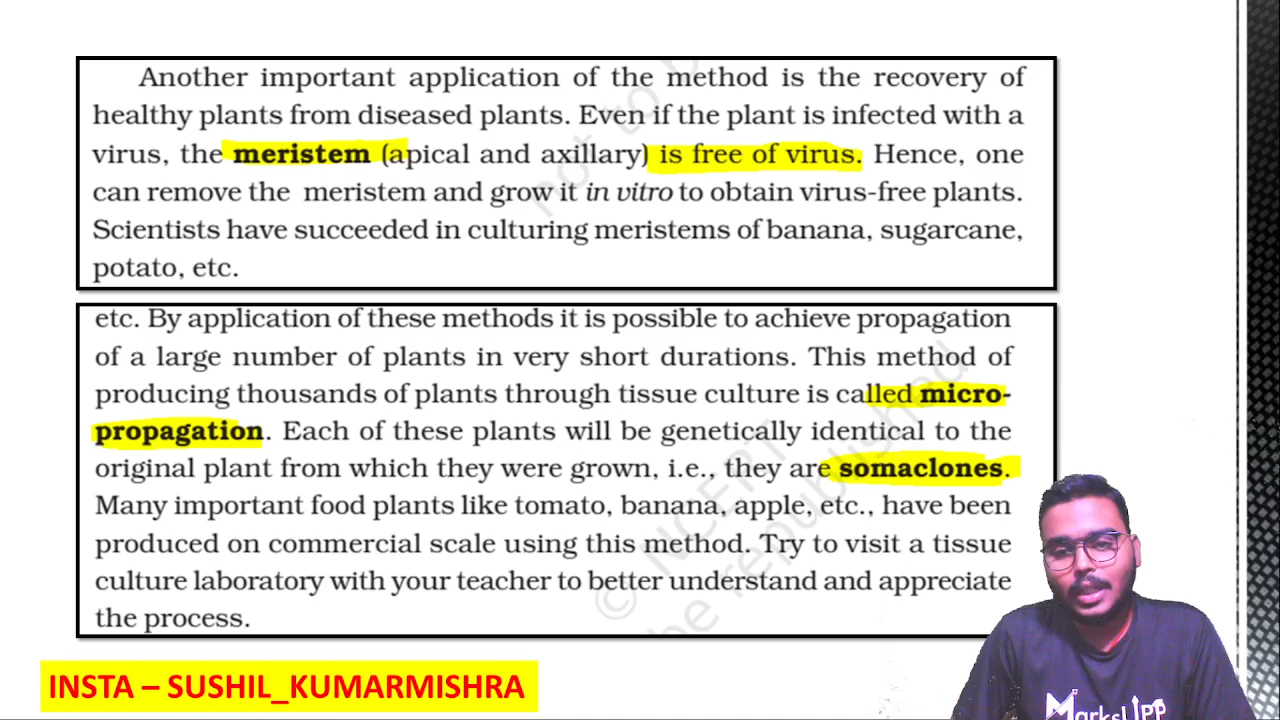 Another important application of the method is the recovery of
healthy plants from diseased plants. Even if the plant is infected with a
virus, the meristem (apical and axillary) is free of virus. Hence, one
can remove the meristem and grow it in vitro to obtain virus-free plants.
Scientists have succeeded in culturing meristems of banana, sugarcane,
potato, etc.
etc. By application of these methods it is possible to achieve propagation
of a large number of plants in very short durations. This method of
producing thousands of plants through tissue culture is called micro-
propagation. Each of these plants will be genetically identical to the
original plant from which they were grown, i.e., they are somaclones.
Many important food plants like tomato, banana, apple, etc., have been
produced on commercial scale using this method. Try to visit a tissue
culture laboratory with your teacher to better understand and appreciate
the process.
not to b
© NCERT
be republished
INSTA – SUSHIL_KUMARMISHRA
MarksUpp